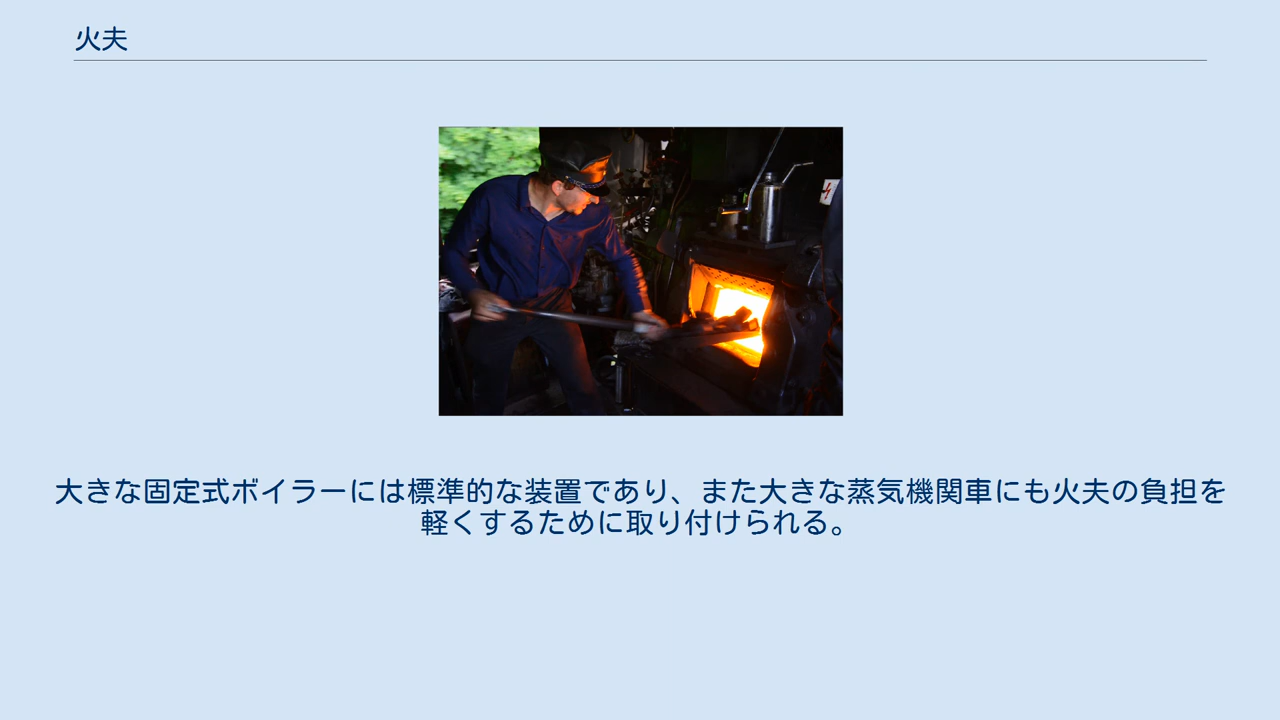 火夫
大きな固定式ボイラーには標準的な装置であり、また大きな蒸気機関車にも火夫の負担を
軽くするために取り付けられる。